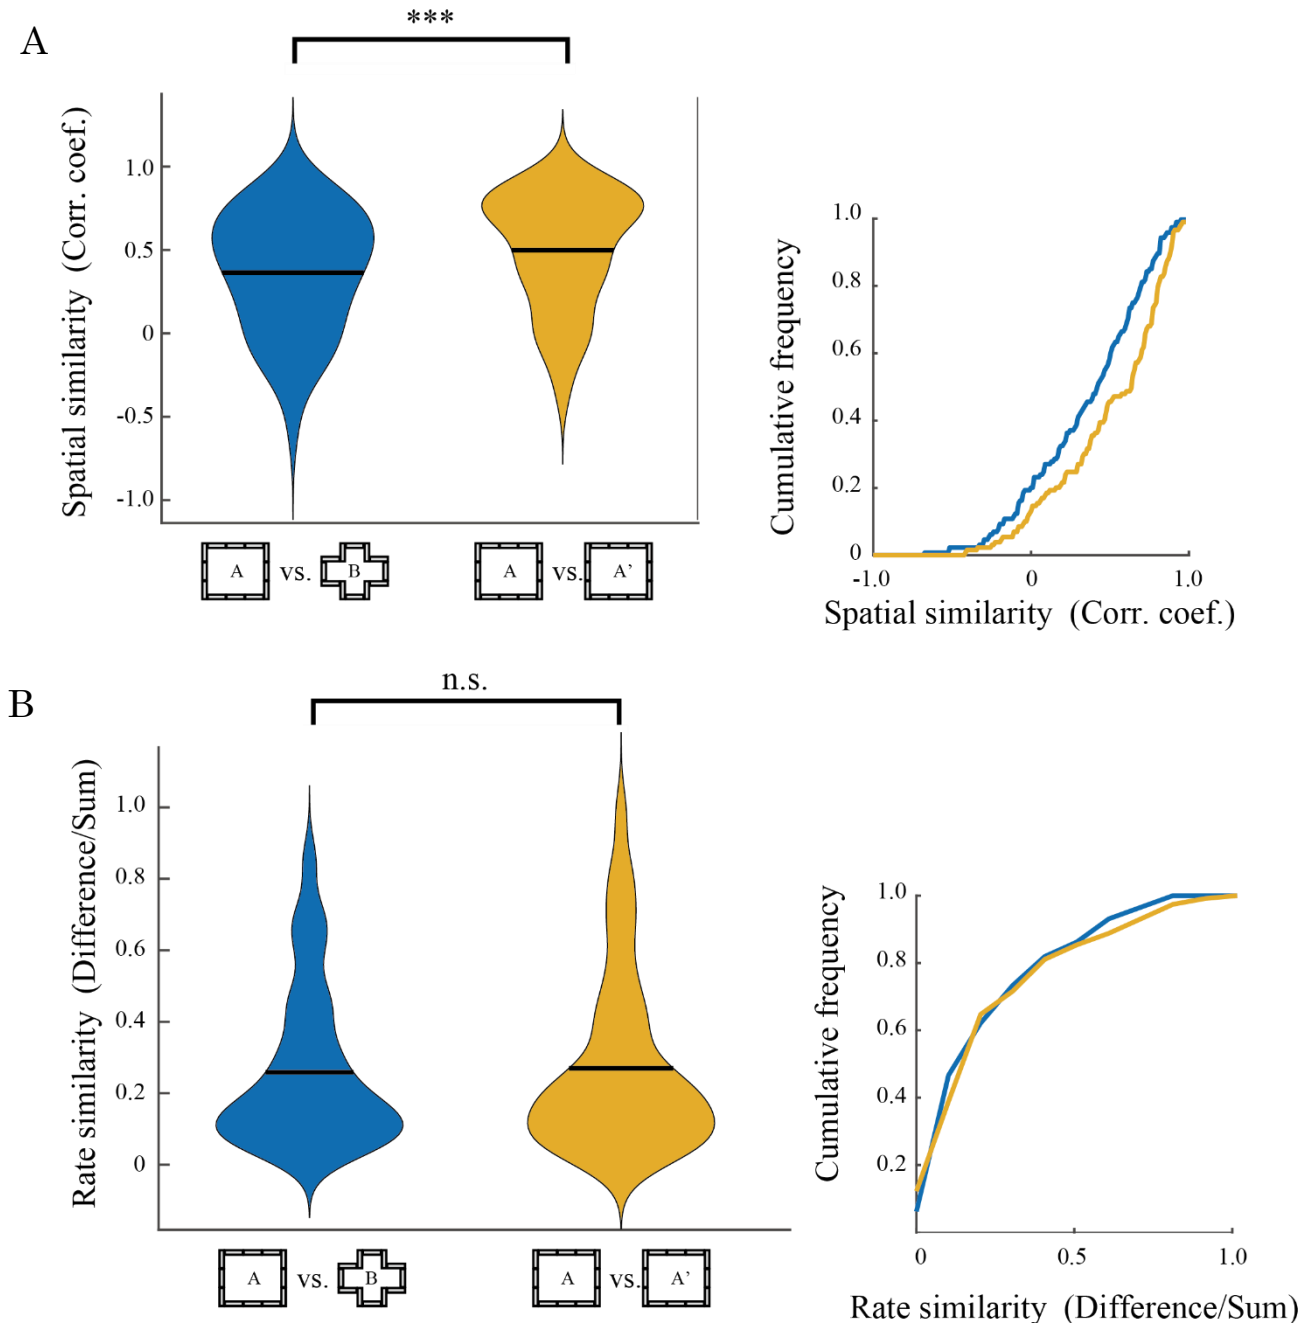 A
***
Spatial similarity (Corr. coef.)
1.0
0.5
0
-0.5
-1.0
A vs. B
A vs. A’
Cumulative frequency
1.0
0.8
0.6
0.4
0.2
0
-1.0 0 1.0
Spatial similarity (Corr. coef.)
B
n.s.
Rate similarity (Difference/Sum)
1.0
0.8
0.6
0.4
0.2
0
A vs. B
A vs. A’
Cumulative frequency
1.0
0.8
0.6
0.4
0.2
0 0.5 1.0
Rate similarity (Difference/Sum)